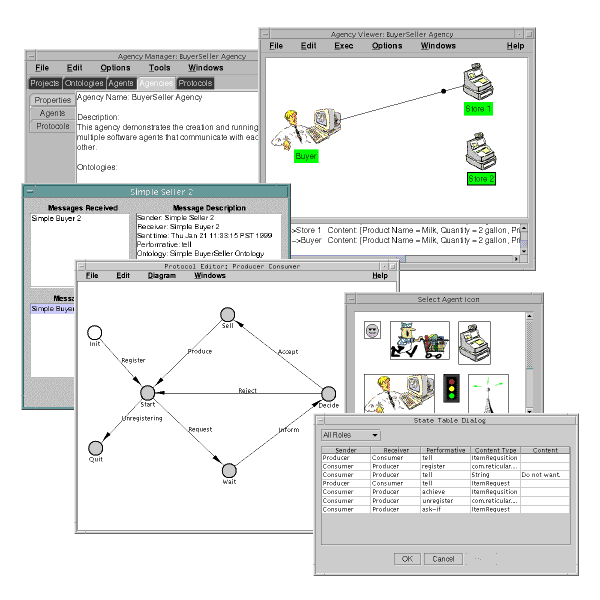 Agency Viewer: BuyerSeller Agency
File Edit Exec Options Windows Help
Store 1
Buyer
Store 2
->Store 1 Content: [Product Name = Milk, Quantity = 2 gallon, Pri
-->Buyer Content: [Product Name = Milk, Quantity = 2 gallon, Pri
Agency Manager: BuyerSeller Agency
File Edit Options Tools Windows
Projects Ontologies Agents Agencies Protocols
Properties
Agents
Protocols
Agency Name: BuyerSeller Agency
Description:
This agency demonstrates the creation and running
multiple software agents that communicate with eac
other.
Ontologies:
Simple Seller 2
Messages Received Message Description
Simple Buyer 2
Sender: Simple Seller 2
Receiver: Simple Buyer 2
Sent time: Thu Jan 21 11:33:15 PST 1999
Performative: tell
Ontology: Simple BuyerSeller Ontology
Messa
Simple Buyer
Protocol Editor: Producer Consumer
File Edit Diagram Windows Help
Sell
Init
Produce
Accept
Register
Reject
Start
Decide
Unregistering
Request
Inform
Quit
Wait
Select Agent Icon
State Table Dialog
All Roles
Sender Receiver Performative Content Type Content
Producer Consumer tell ItemRequsition
Consumer Producer register com.reticular....
Consumer Producer tell String Do not want.
Producer Consumer tell ItemRequest
Consumer Producer achieve ItemRequsition
Consumer Producer unregister com.reticular....
Consumer Producer ask-if ItemRequest
OK Cancel